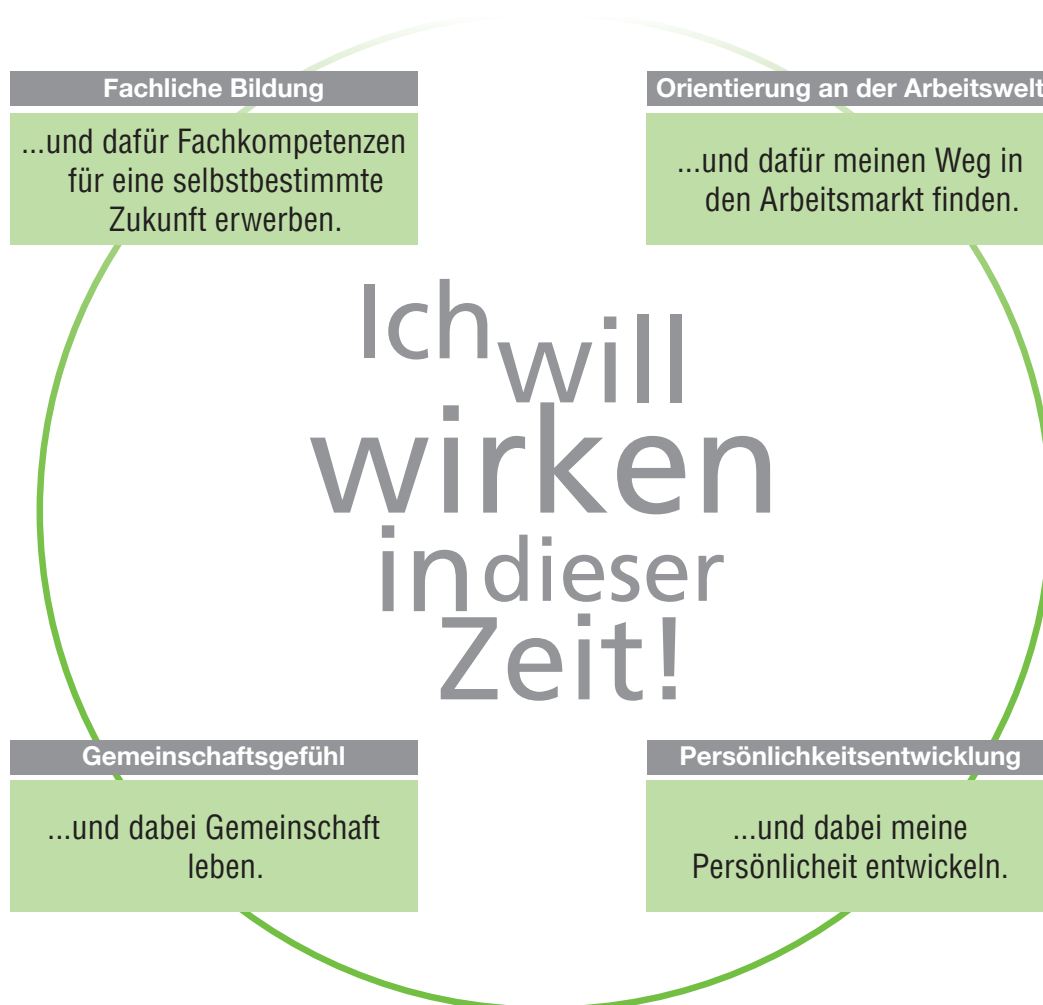 Fachliche Bildung
...und dafür Fachkompetenzen
für eine selbstbestimmte
Zukunft erwerben.
Orientierung an der Arbeitswelt
...und dafür meinen Weg in
den Arbeitsmarkt finden.
Ich will
wirken
in dieser
Zeit!
Gemeinschaftsgefühl
...und dabei Gemeinschaft
leben.
Persönlichkeitsentwicklung
...und dabei meine
Persönlicheit entwickeln.